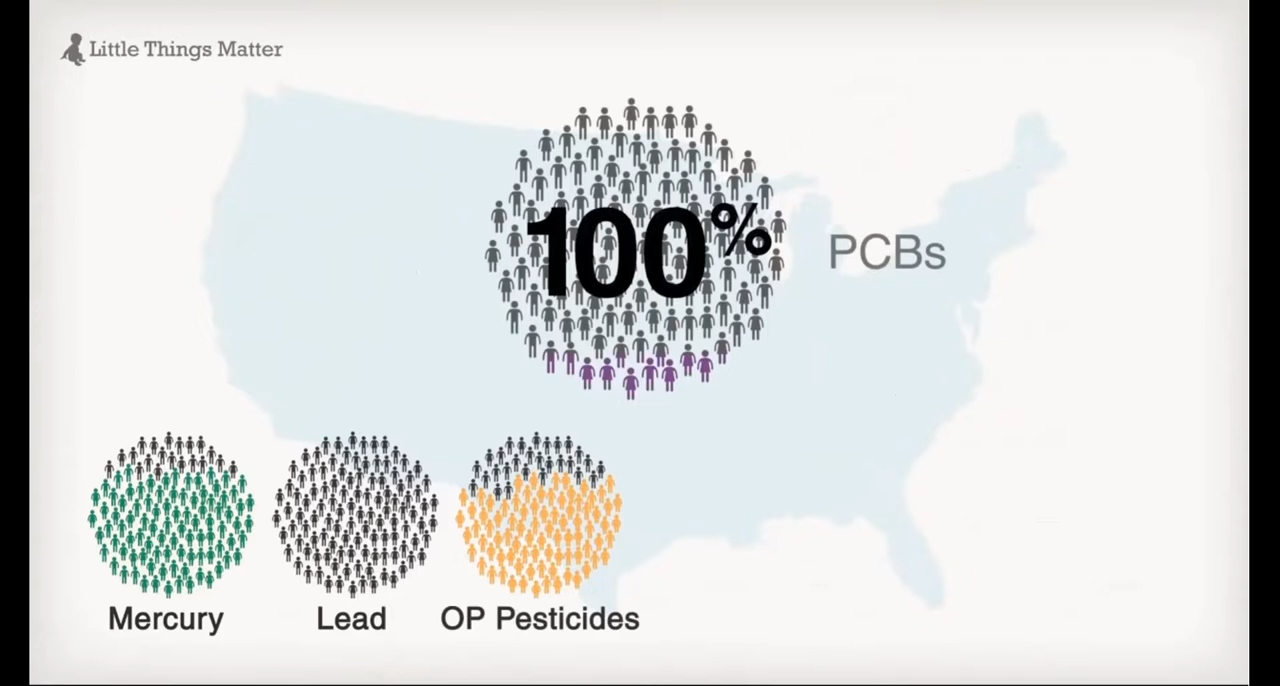 Little Things Matter
100%
PCBs
Mercury
Lead
OP Pesticides